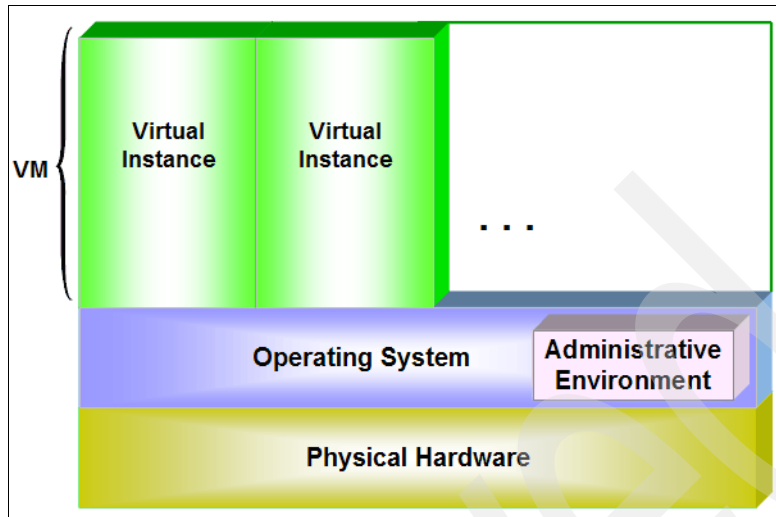 Virtual
Instance
Virtual
Instance
VM
. . .
Operating System
Administrative
Environment
Physical Hardware